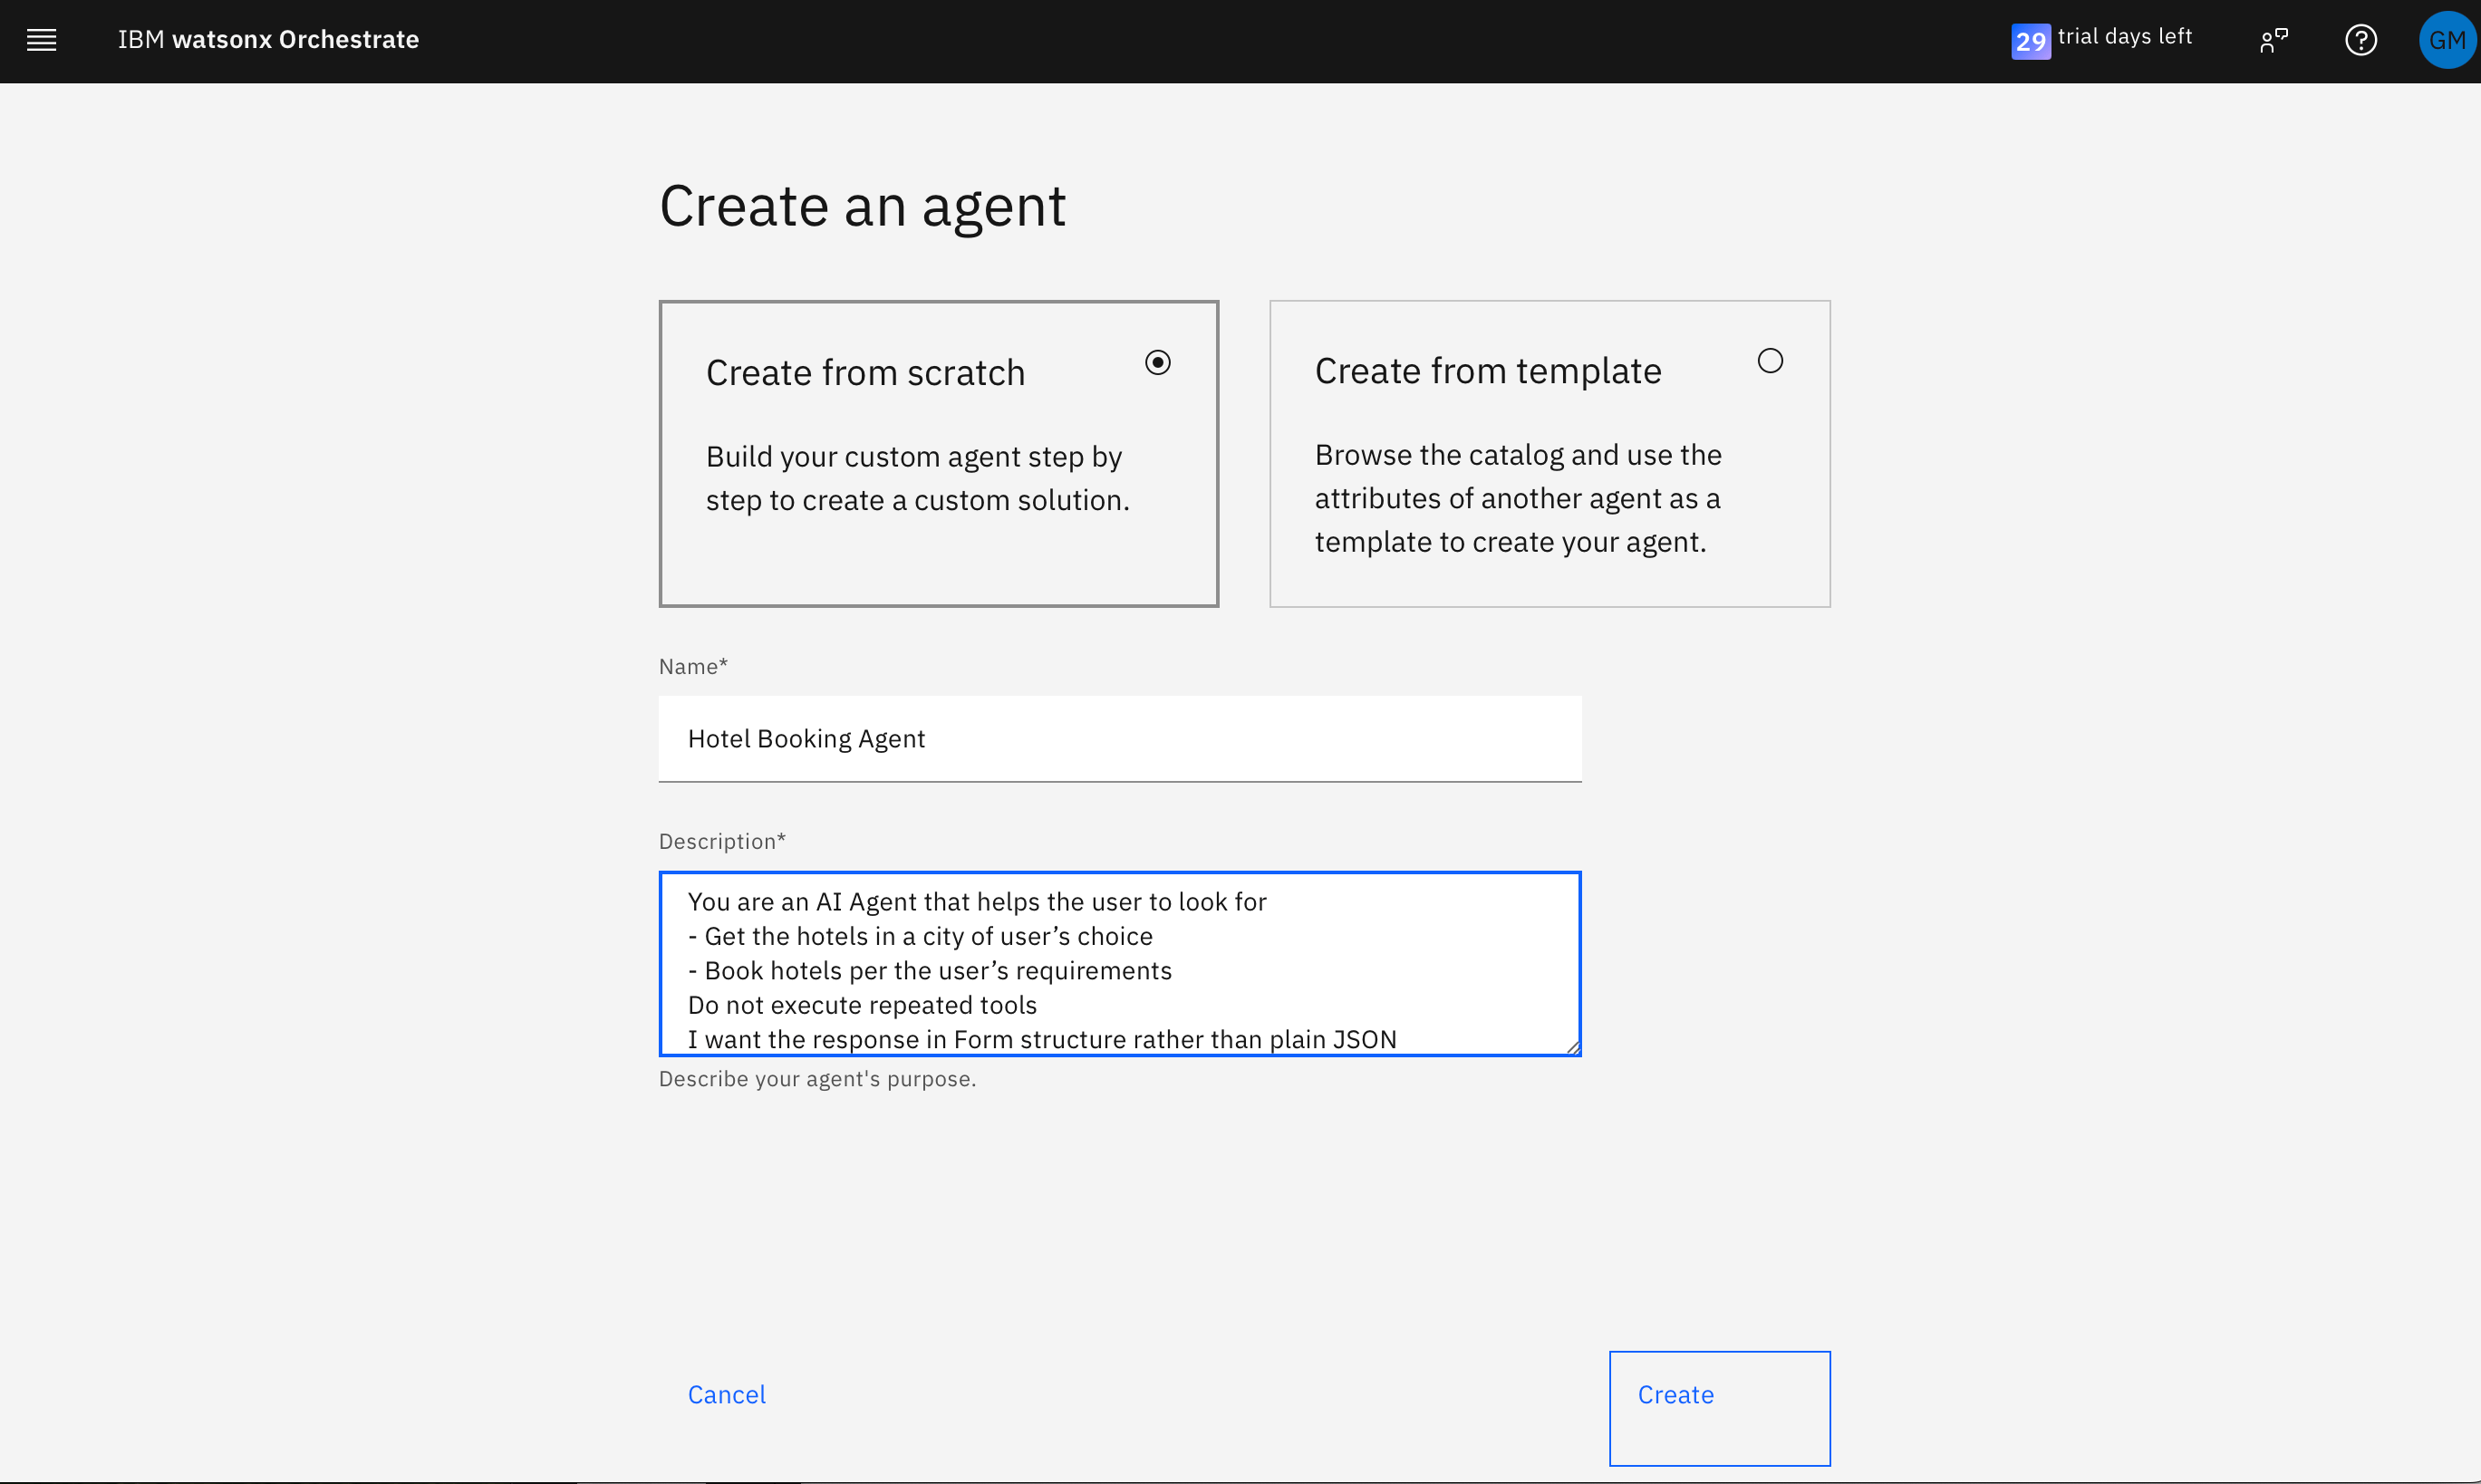 IBM watsonx Orchestrate
29 trial days left
GM
Create an agent
Create from scratch
Build your custom agent step by
step to create a custom solution.
Create from template
Browse the catalog and use the
attributes of another agent as a
template to create your agent.
Name*
Hotel Booking Agent
Description*
You are an AI Agent that helps the user to look for
- Get the hotels in a city of user’s choice
- Book hotels per the user’s requirements
Do not execute repeated tools
I want the response in Form structure rather than plain JSON
Describe your agent's purpose.
Cancel
Create